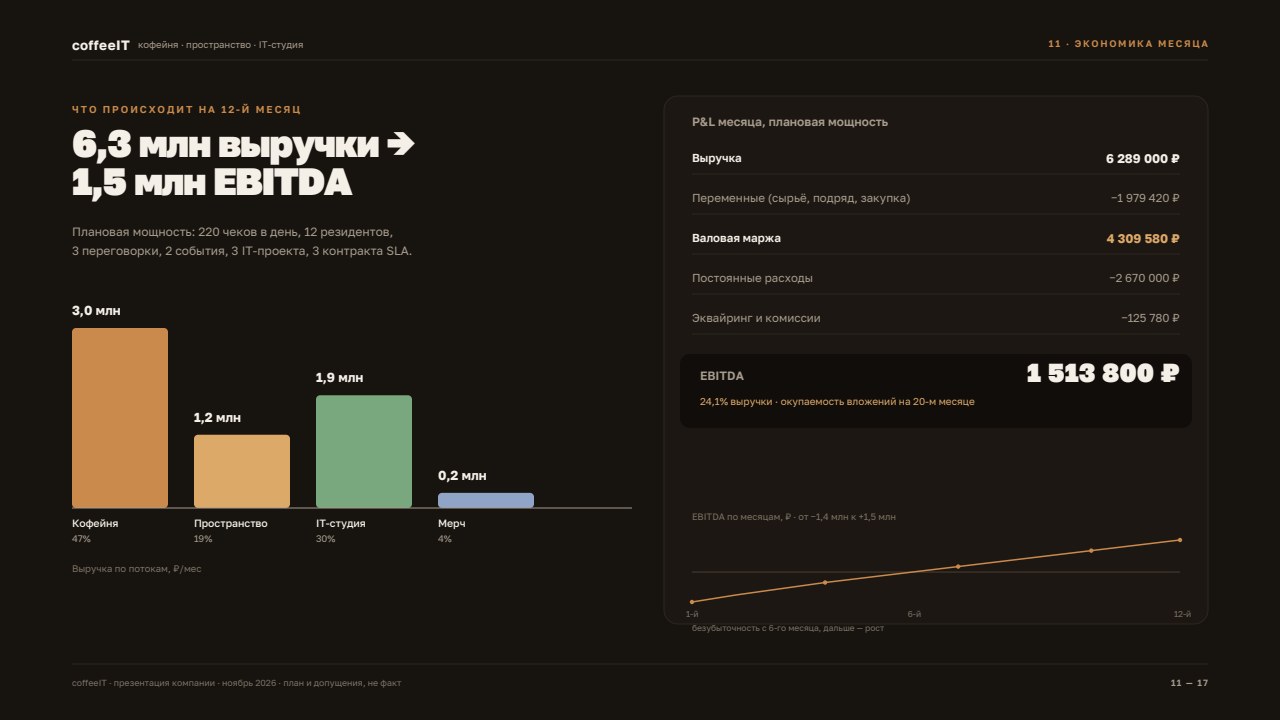 coffeeIT кофейня · пространство · IT-студия
11 · ЭКОНОМИКА МЕСЯЦА
ЧТО ПРОИСХОДИТ НА 12-Й МЕСЯЦ
6,3 млн выручки →
1,5 млн EBITDA
Плановая мощность: 220 чеков в день, 12 резидентов,
3 переговорки, 2 события, 3 IT-проекта, 3 контракта SLA.
3,0 млн
1,2 млн
1,9 млн
0,2 млн
Кофейня
47%
Пространство
19%
IT-студия
30%
Мерч
4%
Выручка по потокам, ₽/мес
P&L месяца, плановая мощность
Выручка 6 289 000 ₽
Переменные (сырьё, подряд, закупка) −1 979 420 ₽
Валовая маржа 4 309 580 ₽
Постоянные расходы −2 670 000 ₽
Эквайринг и комиссии −125 780 ₽
EBITDA 1 513 800 ₽
24,1% выручки · окупаемость вложений на 20-м месяце
EBITDA по месяцам, ₽ · от −1,4 млн к +1,5 млн
1-й 6-й 12-й
безубыточность с 6-го месяца, дальше — рост
coffeeIT · презентация компании · ноябрь 2026 · план и допущения, не факт
11 — 17